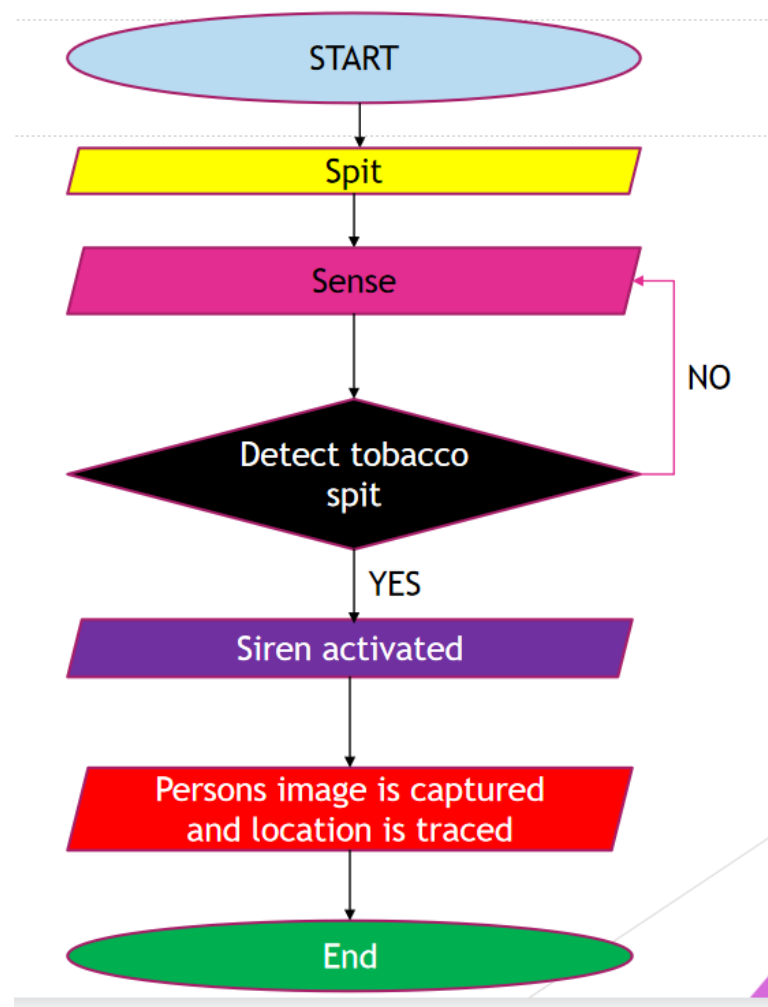 START
Spit
Sense
NO
Detect tobacco
spit
YES
Siren activated
Persons image is captured
and location is traced
End